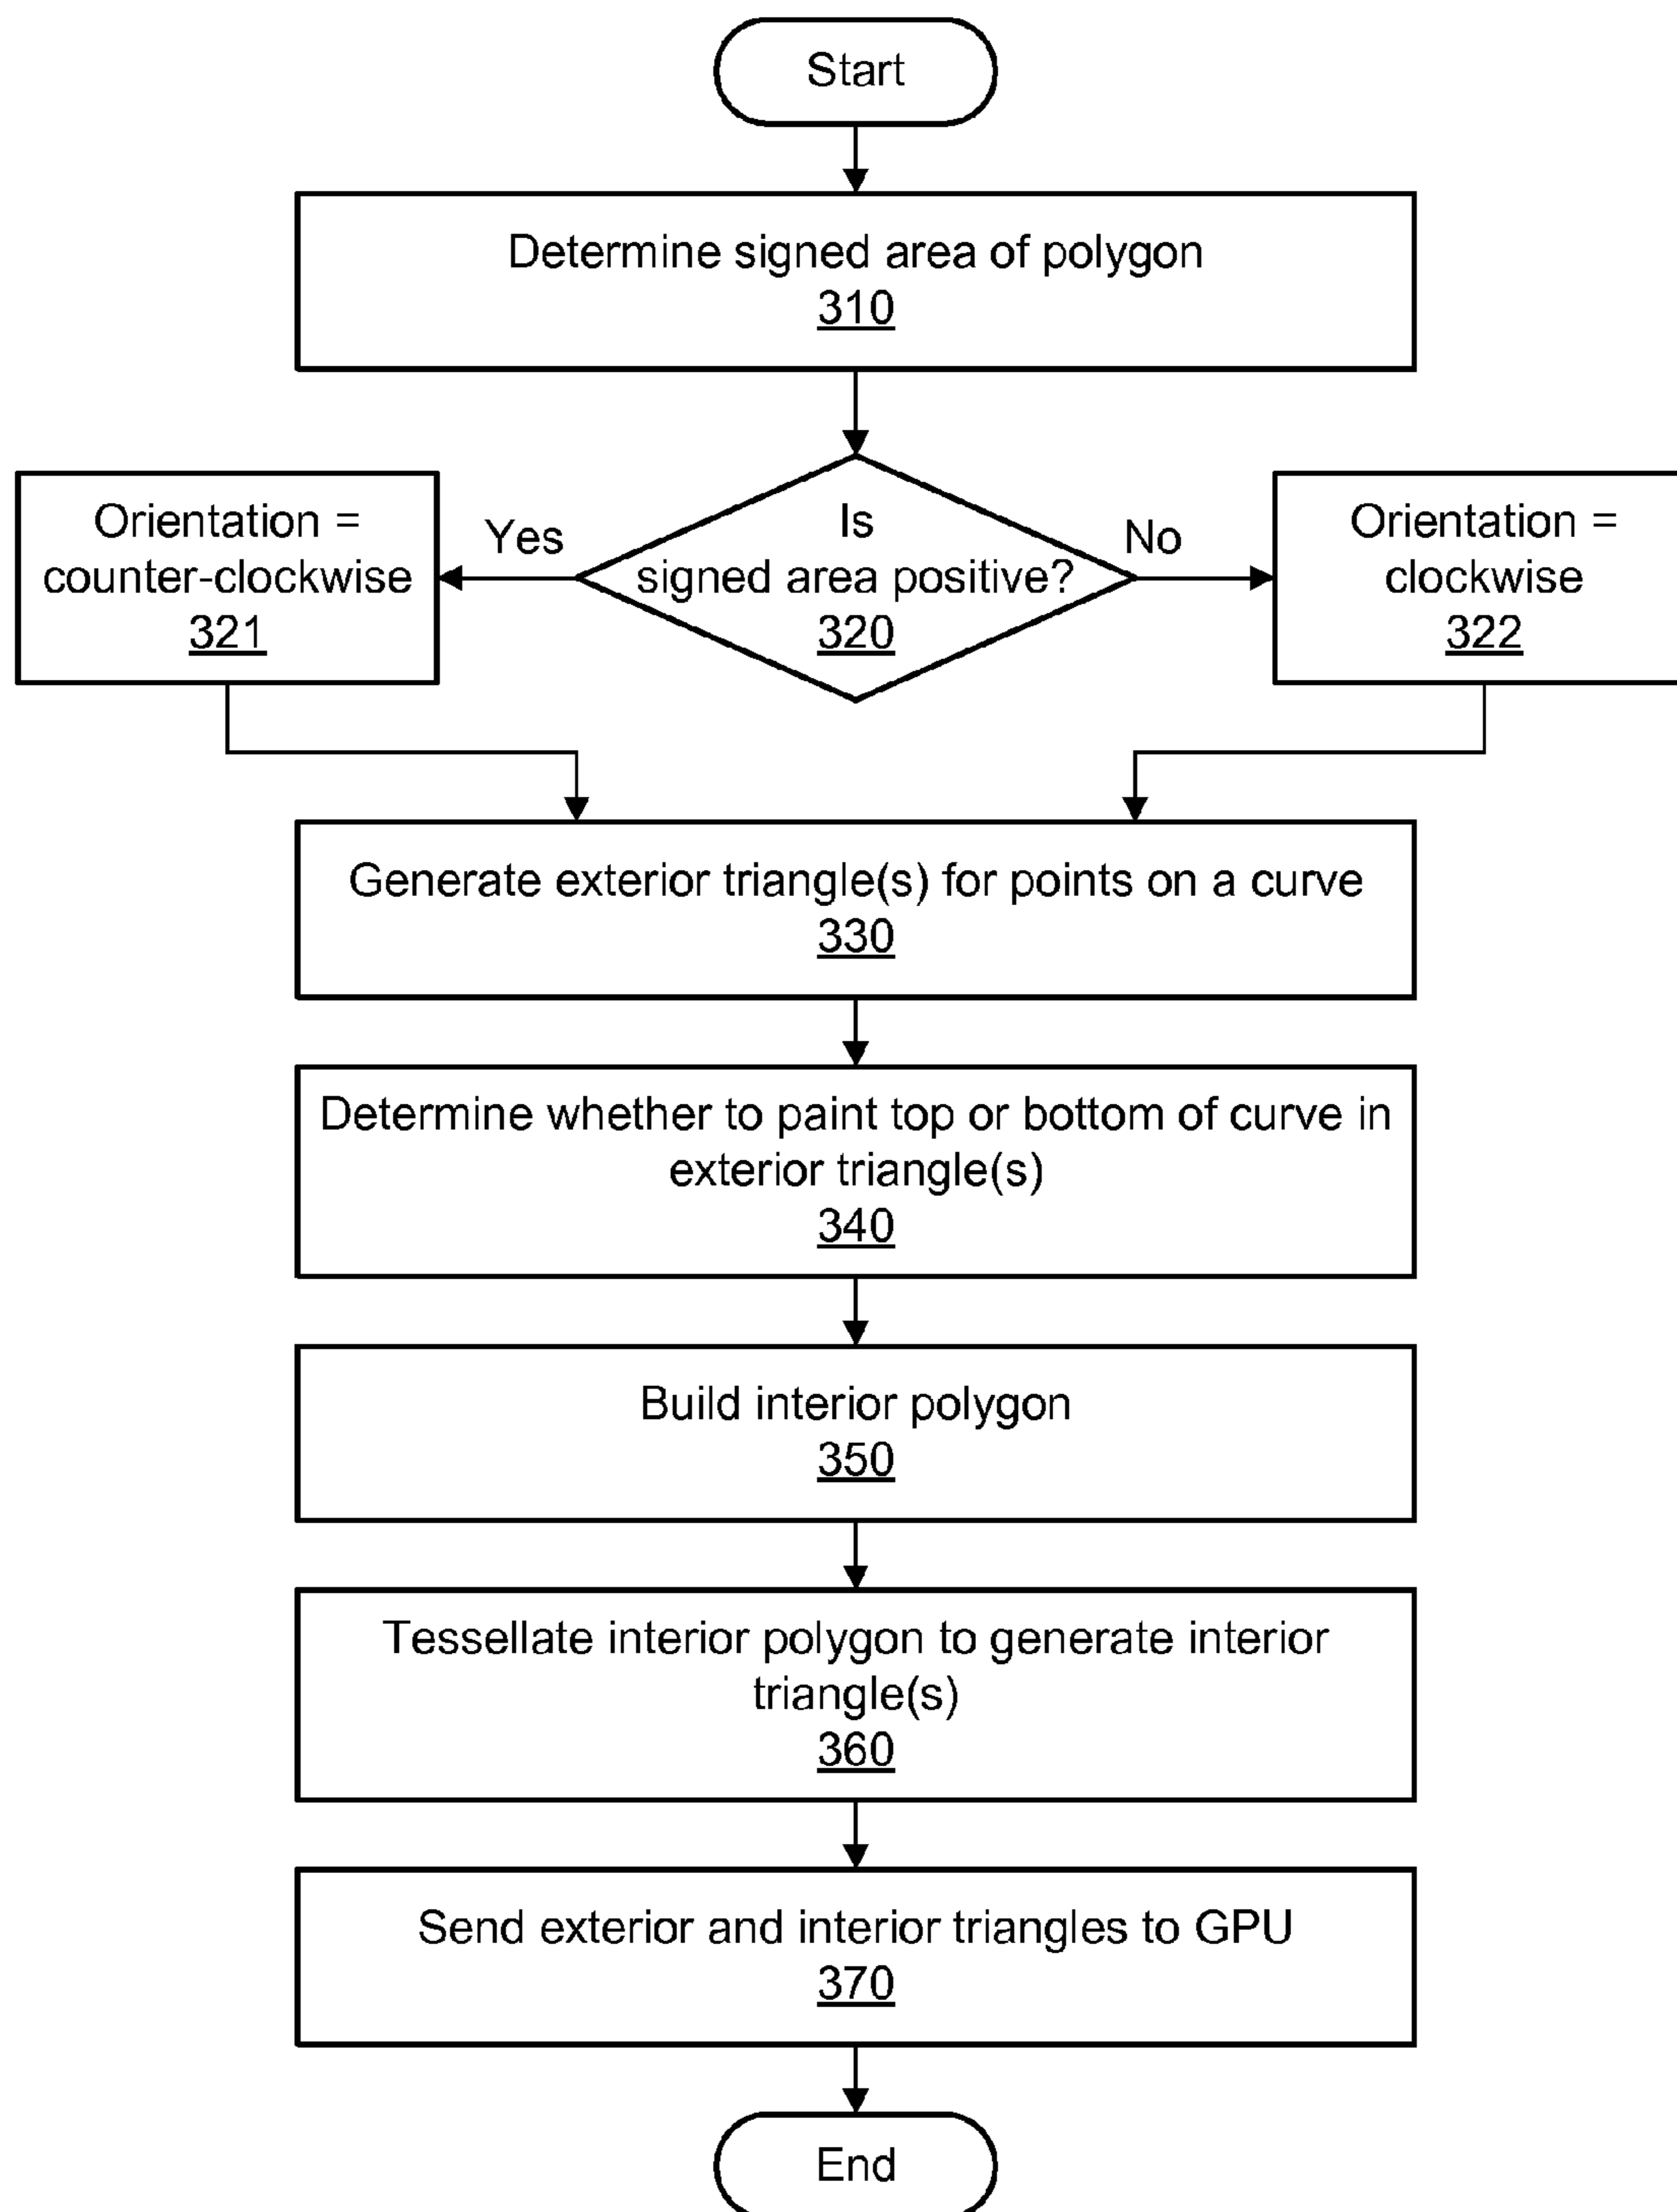 Start
Determine signed area of polygon
310
Orientation =
counter-clockwise
321
Yes
Is
signed area positive?
320
No
Orientation =
clockwise
322
Generate exterior triangle(s) for points on a curve
330
Determine whether to paint top or bottom of curve in
exterior triangle(s)
340
Build interior polygon
350
Tessellate interior polygon to generate interior
triangle(s)
360
Send exterior and interior triangles to GPU
370
End